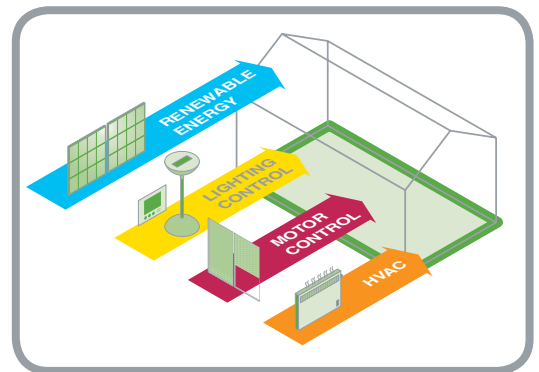 RENEWABLE
ENERGY
LIGHTING
CONTROL
MOTOR
CONTROL
HVAC